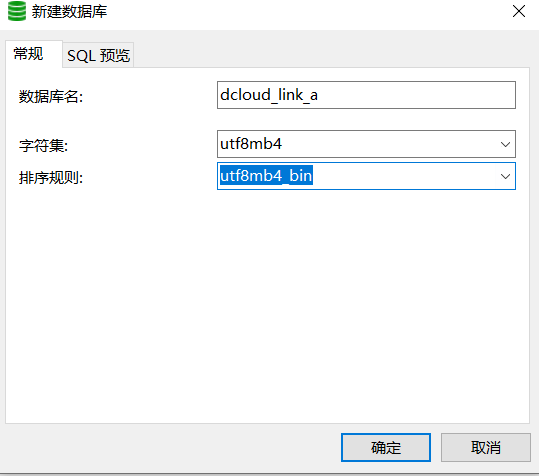 新建数据库
常规
SQL 预览
数据库名:
dcloud_link_a
字符集:
utf8mb4
排序规则:
utf8mb4_bin
确定
取消